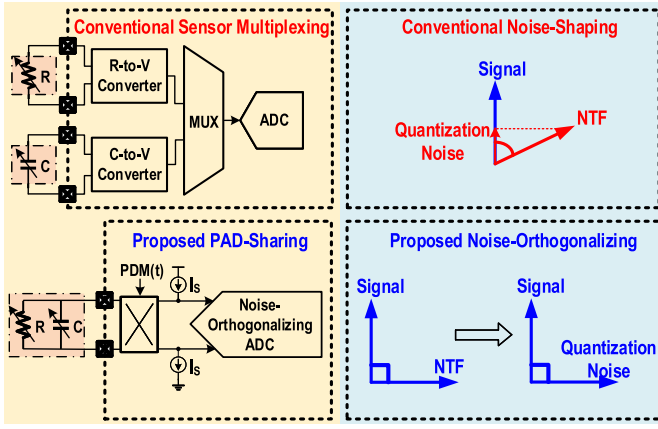 Conventional Sensor Multiplexing
R
R-to-V
Converter
C
C-to-V
Converter
MUX
ADC
Conventional Noise-Shaping
Signal
NTF
Quantization
Noise
Proposed PAD-Sharing
PDM(t)
IS
R
C
Noise-
Orthogonalizing
ADC
IS
Proposed Noise-Orthogonalizing
Signal
NTF
Signal
Quantization
Noise